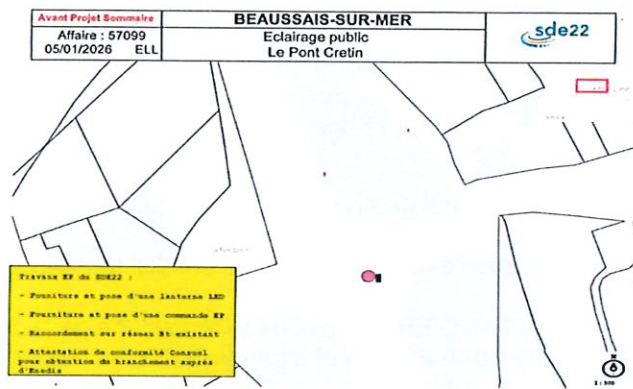 Avant Projet Sommaire
Affaire : 57099
05/01/2026 ELL
BEAUSSAIS-SUR-MER
Eclairage public
Le Pont Cretin
sde22
Travaux EP du SDE22 :
- Fourniture et pose d'une lanterne LED
- Fourniture et pose d'une commande EP
- Raccordement sur réseau Bt existant
- Attestation de conformité Consuel
pour obtention du branchement auprès
d'Enedis
N